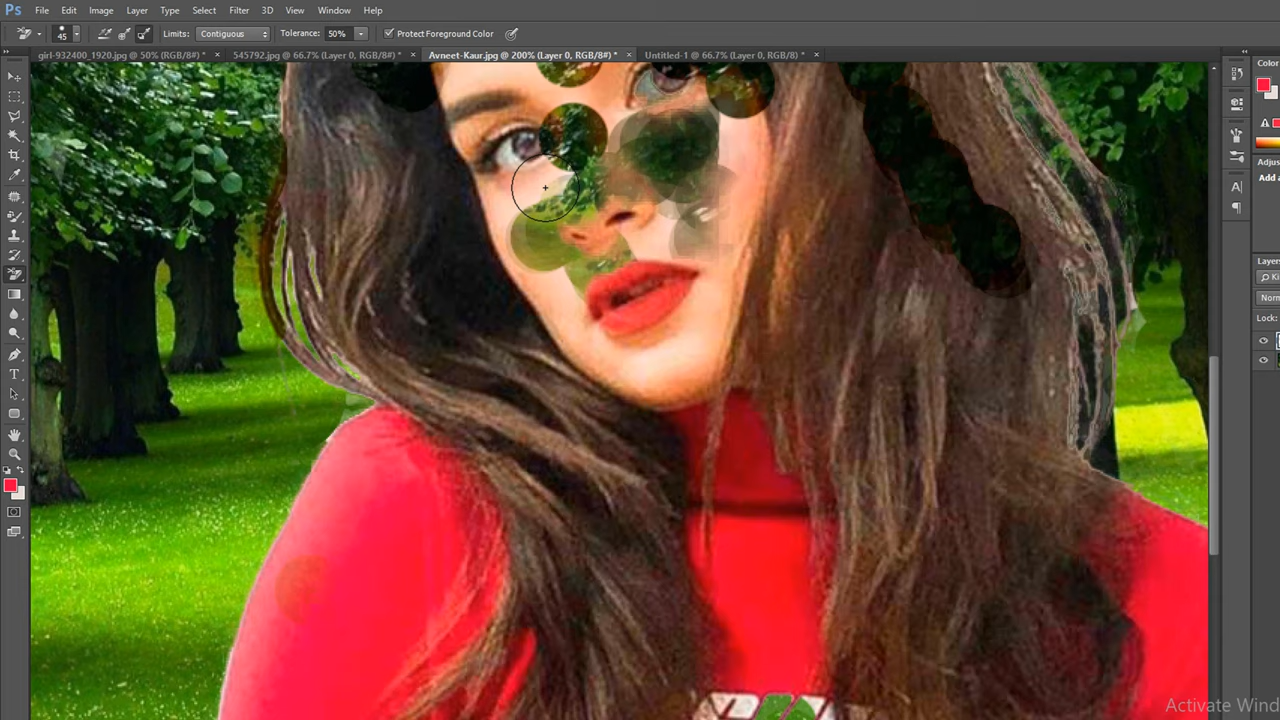 Ps File Edit Image Layer Type Select Filter 3D View Window Help
45 Limits: Contiguous Tolerance: 50% Protect Foreground Color
girl-932400_1920.jpg @ 50% (RGB/8#) * × 545792.jpg @ 66.7% (Layer 0, RGB/8#) * × Avneet-Kaur.jpg @ 200% (Layer 0, RGB/8#) * × Untitled-1 @ 66.7% (Layer 0, RGB/8) * ×
Color
Adjus
Add a
Layers
Ki
Norm
Lock:
Activate Wind